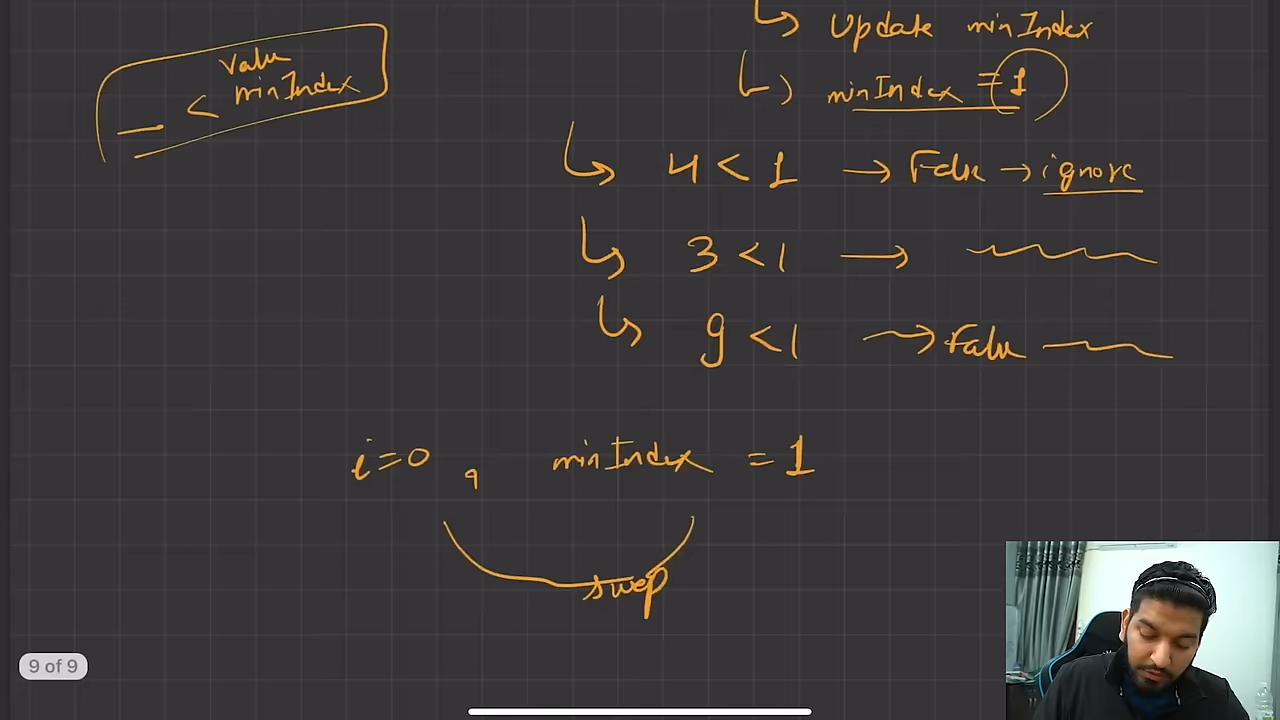 Update minIndex
value
_ < minIndex
minIndex = 1
4 < 1 → False → ignore
3 < 1 →
9 < 1 → False
i = 0 , minIndex = 1
swap
9 of 9